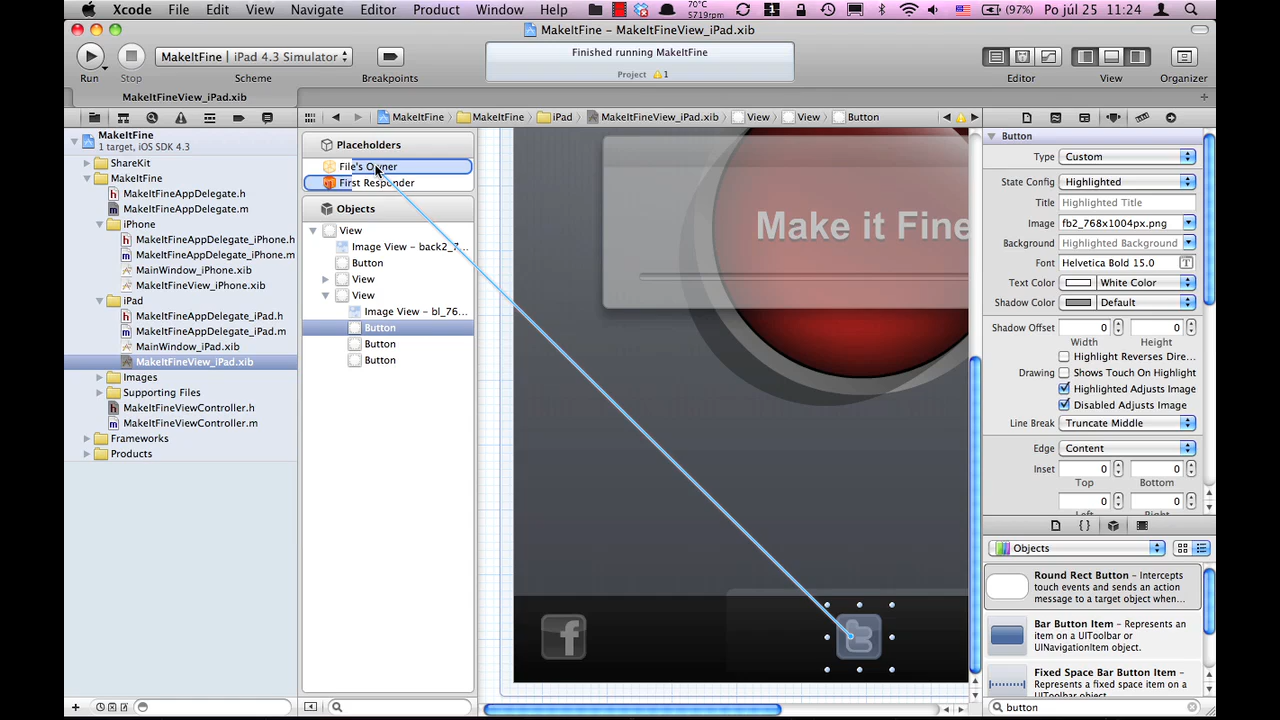 Xcode File Edit View Navigate Editor Product Window Help 70°C 5719rpm (97%) Po júl 25 11:24
MakeItFine - MakeItFineView_iPad.xib
MakeItFine | iPad 4.3 Simulator
Finished running MakeItFine
Project 1
Run Stop Scheme Breakpoints Editor View Organizer
MakeItFineView_iPad.xib
MakeItFine MakeItFine iPad MakeItFineView_iPad.xib View View Button
MakeItFine
1 target, iOS SDK 4.3
ShareKit
MakeItFine
MakeItFineAppDelegate.h
MakeItFineAppDelegate.m
iPhone
MakeItFineAppDelegate_iPhone.h
MakeItFineAppDelegate_iPhone.m
MainWindow_iPhone.xib
MakeItFineView_iPhone.xib
iPad
MakeItFineAppDelegate_iPad.h
MakeItFineAppDelegate_iPad.m
MainWindow_iPad.xib
MakeItFineView_iPad.xib
Images
Supporting Files
MakeItFineViewController.h
MakeItFineViewController.m
Frameworks
Products
Placeholders
File's Owner
First Responder
Objects
View
Image View - back2_7...
Button
View
View
Image View - bl_76...
Button
Button
Button
Make it Fine
f
t
Button
Type Custom
State Config Highlighted
Title Highlighted Title
Image fb2_768x1004px.png
Background Highlighted Background
Font Helvetica Bold 15.0 T
Text Color White Color
Shadow Color Default
Shadow Offset 0 0
Width Height
Highlight Reverses Dire...
Drawing Shows Touch On Highlight
Highlighted Adjusts Image
Disabled Adjusts Image
Line Break Truncate Middle
Edge Content
Inset 0 0
Top Bottom
0 0
Objects
Round Rect Button - Intercepts
touch events and sends an action
message to a target object when...
Bar Button Item - Represents an
item on a UIToolbar or
UINavigationItem object.
Fixed Space Bar Button Item -
Represents a fixed space item on a
UIToolbar object.
button